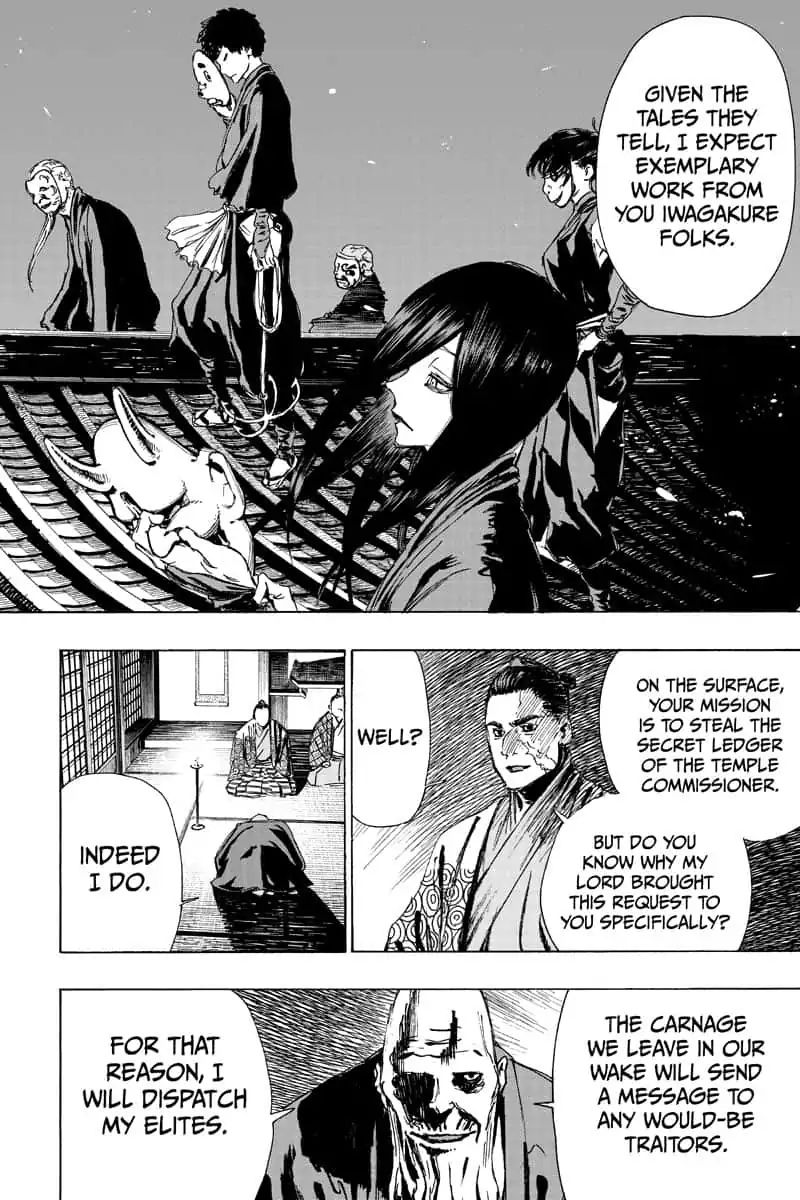 GIVEN THE
TALES THEY
TELL, I EXPECT
EXEMPLARY
WORK FROM
YOU IWAGAKURE
FOLKS.
ON THE SURFACE,
YOUR MISSION
IS TO STEAL THE
SECRET LEDGER
OF THE TEMPLE
COMMISSIONER.
BUT DO YOU
KNOW WHY MY
LORD BROUGHT
THIS REQUEST TO
YOU SPECIFICALLY?
WELL?
INDEED
I DO.
THE CARNAGE
WE LEAVE IN OUR
WAKE WILL SEND
A MESSAGE TO
ANY WOULD-BE
TRAITORS.
FOR THAT
REASON, I
WILL DISPATCH
MY ELITES.